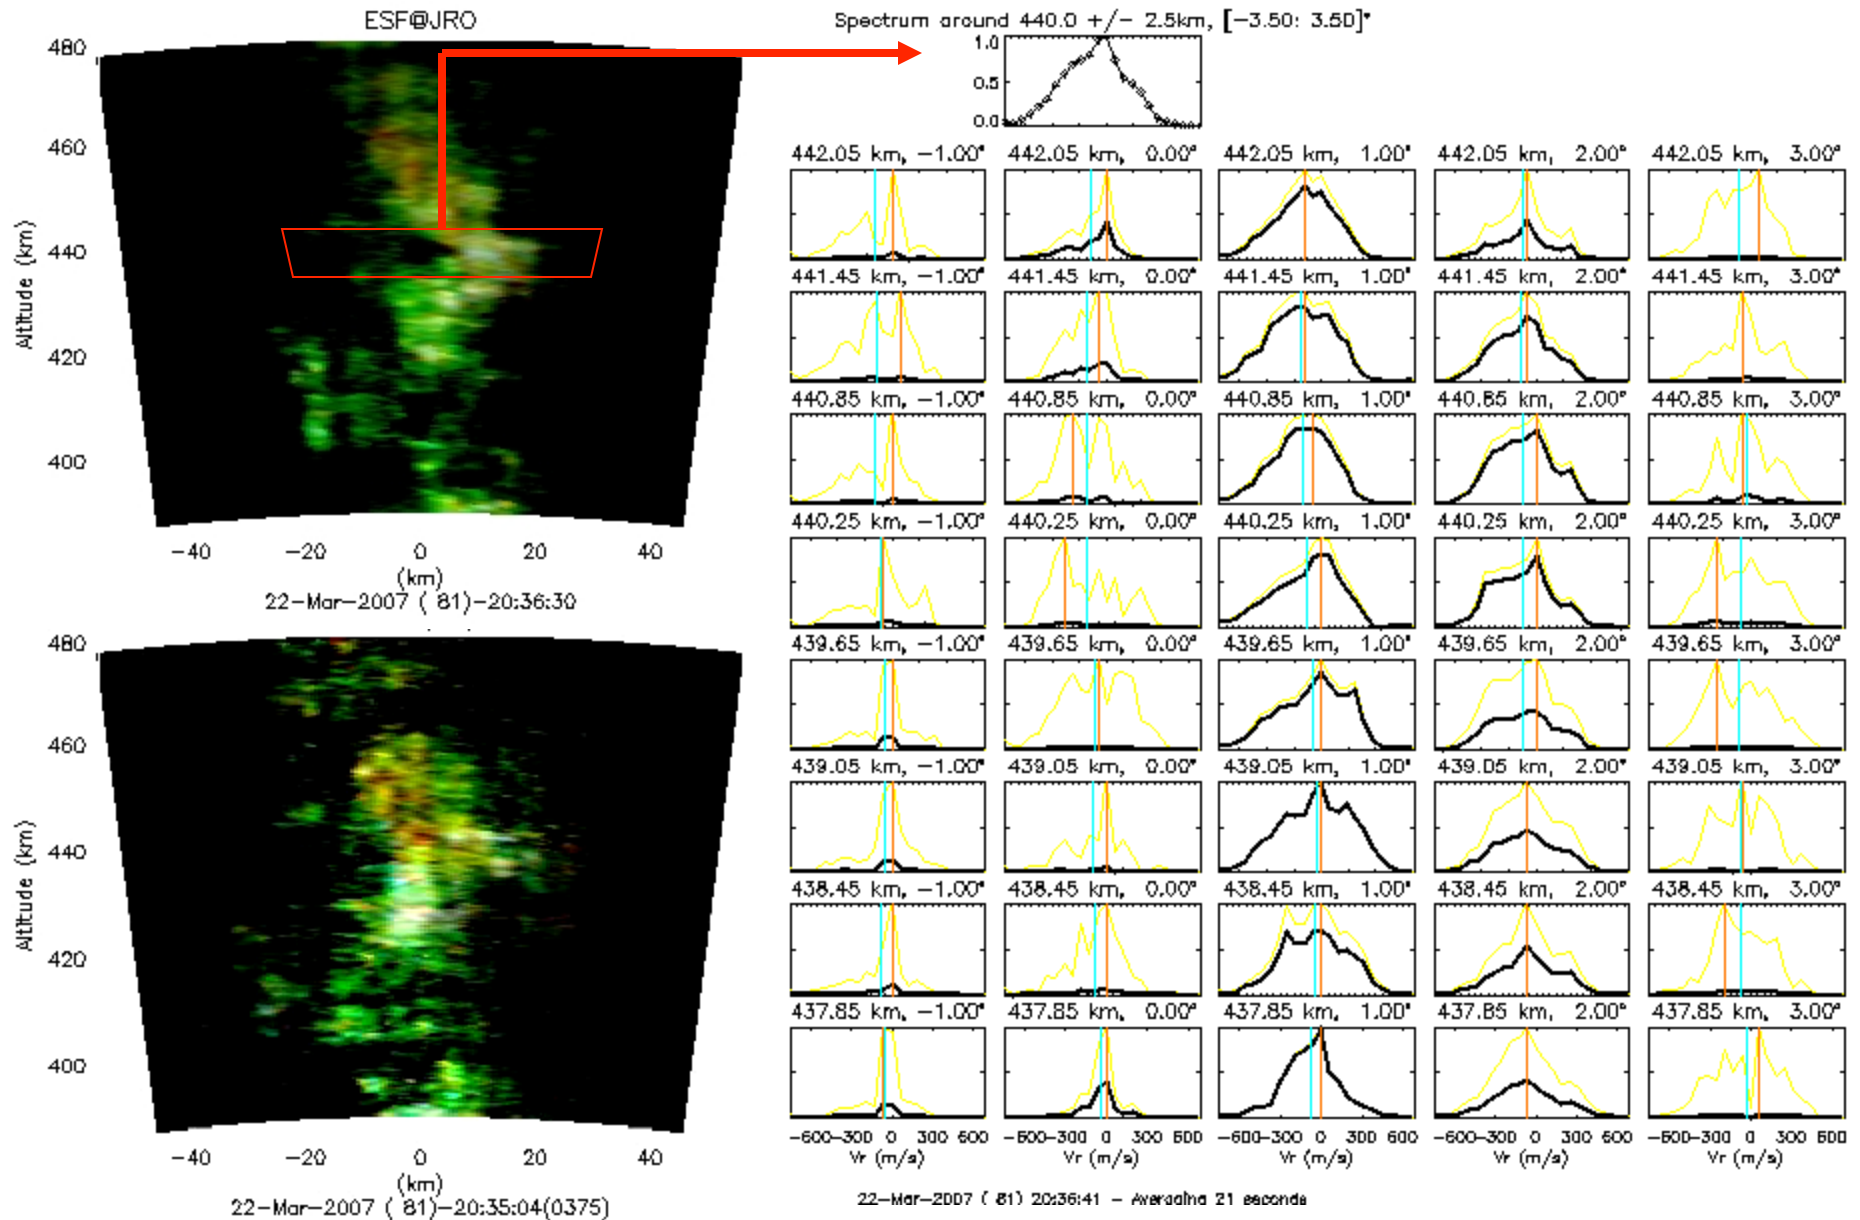 ESF@JRO
480
460
440
420
400
Altitude (km)
-40 -20 0 20 40
(km)
22-Mar-2007 ( 81)-20:36:30
480
460
440
420
400
Altitude (km)
-40 -20 0 20 40
(km)
22-Mar-2007 ( 81)-20:35:04(0375)
Spectrum around 440.0 +/- 2.5km, [-3.50: 3.50]°
1.0
0.5
0.0
442.05 km, -1.00° 442.05 km, 0.00° 442.05 km, 1.00° 442.05 km, 2.00° 442.05 km, 3.00°
441.45 km, -1.00° 441.45 km, 0.00° 441.45 km, 1.00° 441.45 km, 2.00° 441.45 km, 3.00°
440.85 km, -1.00° 440.85 km, 0.00° 440.85 km, 1.00° 440.85 km, 2.00° 440.85 km, 3.00°
440.25 km, -1.00° 440.25 km, 0.00° 440.25 km, 1.00° 440.25 km, 2.00° 440.25 km, 3.00°
439.65 km, -1.00° 439.65 km, 0.00° 439.65 km, 1.00° 439.65 km, 2.00° 439.65 km, 3.00°
439.05 km, -1.00° 439.05 km, 0.00° 439.05 km, 1.00° 439.05 km, 2.00° 439.05 km, 3.00°
438.45 km, -1.00° 438.45 km, 0.00° 438.45 km, 1.00° 438.45 km, 2.00° 438.45 km, 3.00°
437.85 km, -1.00° 437.85 km, 0.00° 437.85 km, 1.00° 437.85 km, 2.00° 437.85 km, 3.00°
-600-300 0 300 600 -600-300 0 300 600 -600-300 0 300 600 -600-300 0 300 600 -600-300 0 300 600
Vr (m/s) Vr (m/s) Vr (m/s) Vr (m/s) Vr (m/s)
22-Mar-2007 ( 81) 20:36:41 - Averaging 21 seconds